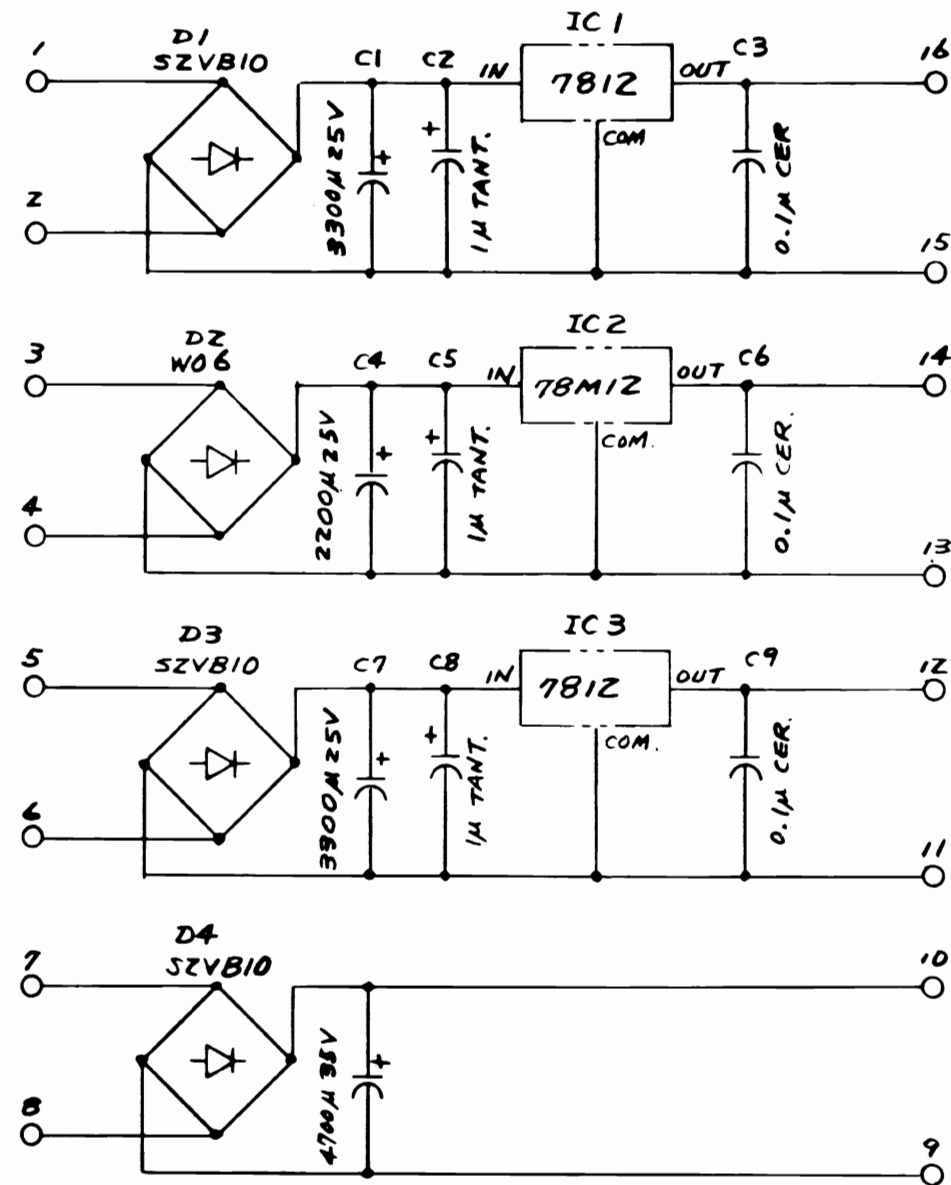 1
D1
S2VB10
C1
C2
IC 1
IN
7812
OUT
COM
C3
16
+
3300µ 25V
+
1µ TANT.
0.1µ CER
2
15
3
D2
W06
C4
C5
IC 2
IN
78M12
OUT
COM.
C6
14
+
2200µ 25V
+
1µ TANT.
0.1µ CER.
4
13
5
D3
S2VB10
C7
C8
IC 3
IN
7812
OUT
COM.
C9
12
+
3300µ 25V
+
1µ TANT.
0.1µ CER.
6
11
7
D4
S2VB10
10
+
4700µ 35V
8
9